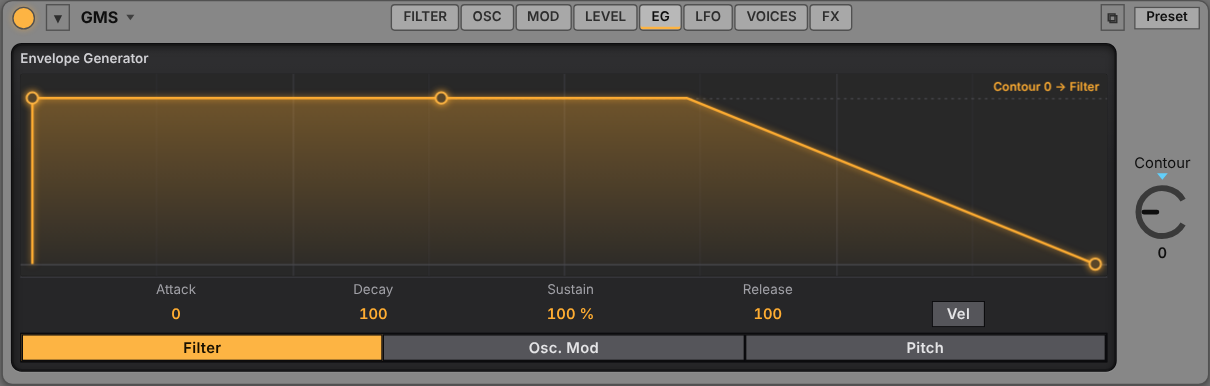 GMS FILTER OSC MOD LEVEL EG LFO VOICES FX Preset
Envelope Generator
Contour 0 → Filter
Contour
0
Attack Decay Sustain Release
0 100 100 % 100 Vel
Filter Osc. Mod Pitch